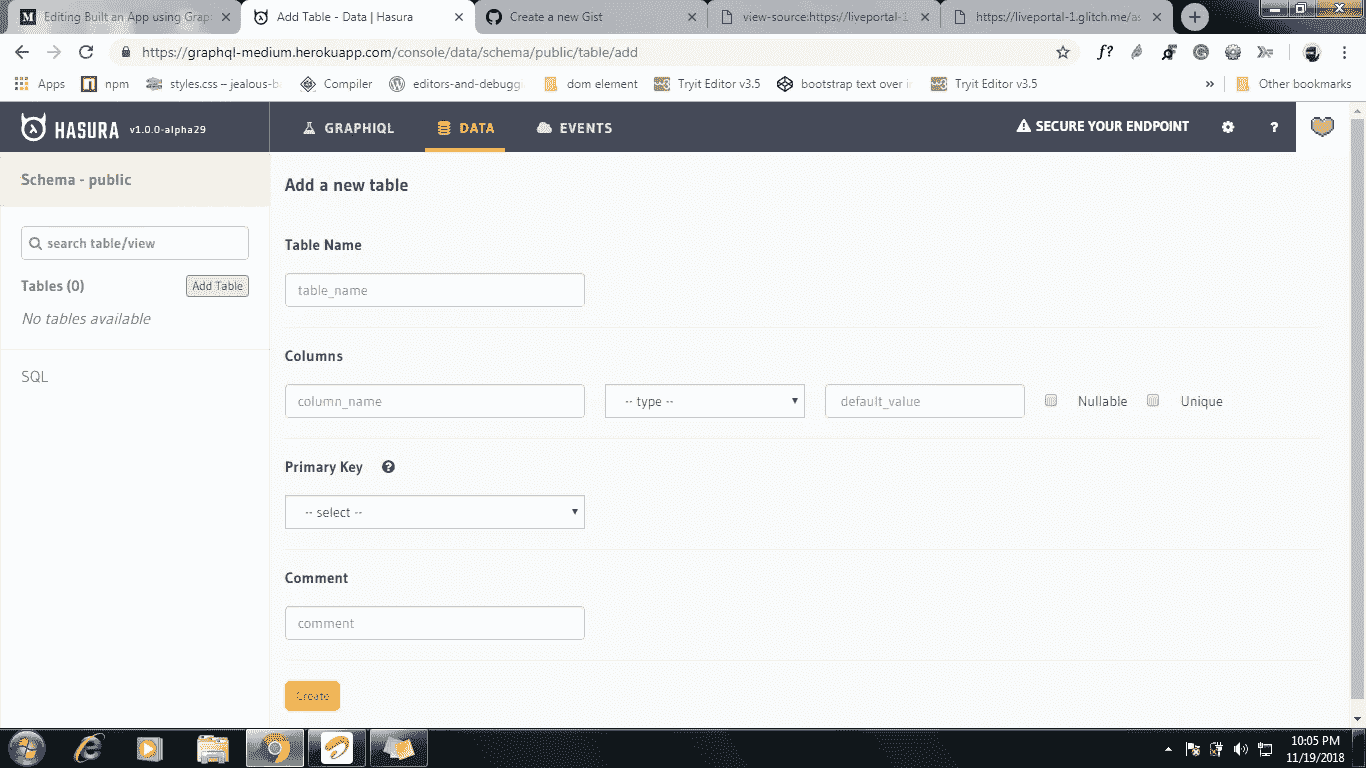 Editing Built an App using Grap
Add Table - Data | Hasura
Create a new Gist
view-source:https://liveportal-1
https://liveportal-1.glitch.me/as
https://graphql-medium.herokuapp.com/console/data/schema/public/table/add
f?
Apps
npm
styles.css – jealous-b
Compiler
editors-and-debugg
dom element
Tryit Editor v3.5
bootstrap text over i
Tryit Editor v3.5
»
Other bookmarks
HASURA v1.0.0-alpha29
GRAPHIQL
DATA
EVENTS
SECURE YOUR ENDPOINT
?
Schema - public
Add a new table
search table/view
Table Name
Tables (0)
Add Table
table_name
No tables available
Columns
SQL
column_name
-- type --
default_value
Nullable
Unique
Primary Key
-- select --
Comment
comment
Create
10:05 PM
11/19/2018